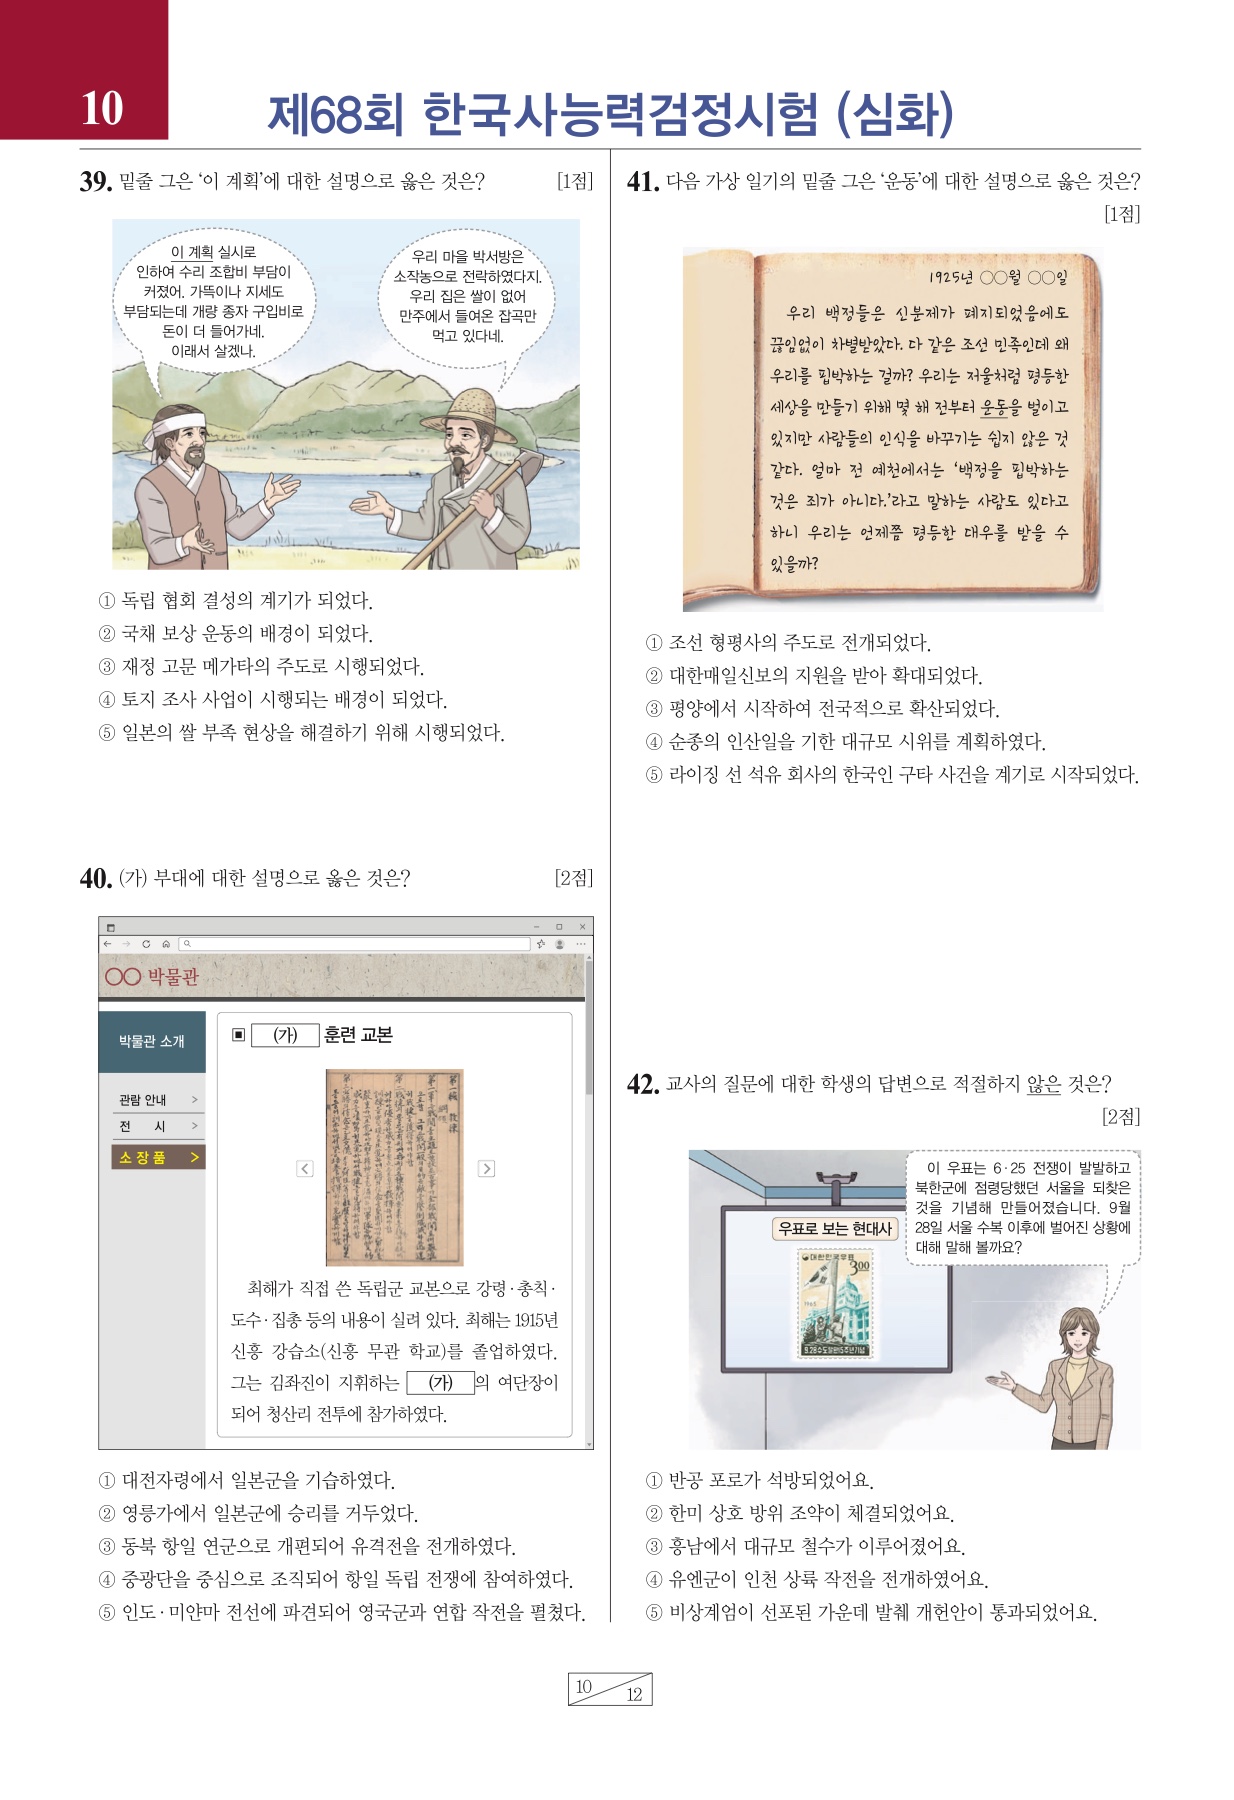 10
제68회 한국사능력검정시험 (심화)
39. 밑줄 그은 ‘이 계획’에 대한 설명으로 옳은 것은? [1점]
이 계획 실시로
인하여 수리 조합비 부담이
커졌어. 가뜩이나 지세도
부담되는데 개량 종자 구입비로
돈이 더 들어가네.
이래서 살겠나.
우리 마을 박서방은
소작농으로 전락하였다지.
우리 집은 쌀이 없어
만주에서 들여온 잡곡만
먹고 있다네.
① 독립 협회 결성의 계기가 되었다.
② 국채 보상 운동의 배경이 되었다.
③ 재정 고문 메가타의 주도로 시행되었다.
④ 토지 조사 사업이 시행되는 배경이 되었다.
⑤ 일본의 쌀 부족 현상을 해결하기 위해 시행되었다.
40. (가) 부대에 대한 설명으로 옳은 것은? [2점]
○○ 박물관
박물관 소개
관람 안내 >
전 시 >
소 장 품 >
▣ (가) 훈련 교본
최해가 직접 쓴 독립군 교본으로 강령·총칙·
도수·집총 등의 내용이 실려 있다. 최해는 1915년
신흥 강습소(신흥 무관 학교)를 졸업하였다.
그는 김좌진이 지휘하는 (가) 의 여단장이
되어 청산리 전투에 참가하였다.
① 대전자령에서 일본군을 기습하였다.
② 영릉가에서 일본군에 승리를 거두었다.
③ 동북 항일 연군으로 개편되어 유격전을 전개하였다.
④ 중광단을 중심으로 조직되어 항일 독립 전쟁에 참여하였다.
⑤ 인도·미얀마 전선에 파견되어 영국군과 연합 작전을 펼쳤다.
41. 다음 가상 일기의 밑줄 그은 ‘운동’에 대한 설명으로 옳은 것은?
[1점]
1925년 ○○월 ○○일
우리 백정들은 신분제가 폐지되었음에도
끊임없이 차별받았다. 다 같은 조선 민족인데 왜
우리를 핍박하는 걸까? 우리는 저울처럼 평등한
세상을 만들기 위해 몇 해 전부터 운동을 벌이고
있지만 사람들의 인식을 바꾸기는 쉽지 않은 것
같다. 얼마 전 예천에서는 ‘백정을 핍박하는
것은 죄가 아니다.’라고 말하는 사람도 있다고
하니 우리는 언제쯤 평등한 대우를 받을 수
있을까?
① 조선 형평사의 주도로 전개되었다.
② 대한매일신보의 지원을 받아 확대되었다.
③ 평양에서 시작하여 전국적으로 확산되었다.
④ 순종의 인산일을 기한 대규모 시위를 계획하였다.
⑤ 라이징 선 석유 회사의 한국인 구타 사건을 계기로 시작되었다.
42. 교사의 질문에 대한 학생의 답변으로 적절하지 않은 것은?
[2점]
이 우표는 6·25 전쟁이 발발하고
북한군에 점령당했던 서울을 되찾은
것을 기념해 만들어졌습니다. 9월
28일 서울 수복 이후에 벌어진 상황에
대해 말해 볼까요?
우표로 보는 현대사
대한민국우표
300
1965
9.28수도탈환15주년기념
① 반공 포로가 석방되었어요.
② 한미 상호 방위 조약이 체결되었어요.
③ 흥남에서 대규모 철수가 이루어졌어요.
④ 유엔군이 인천 상륙 작전을 전개하였어요.
⑤ 비상계엄이 선포된 가운데 발췌 개헌안이 통과되었어요.
10
12